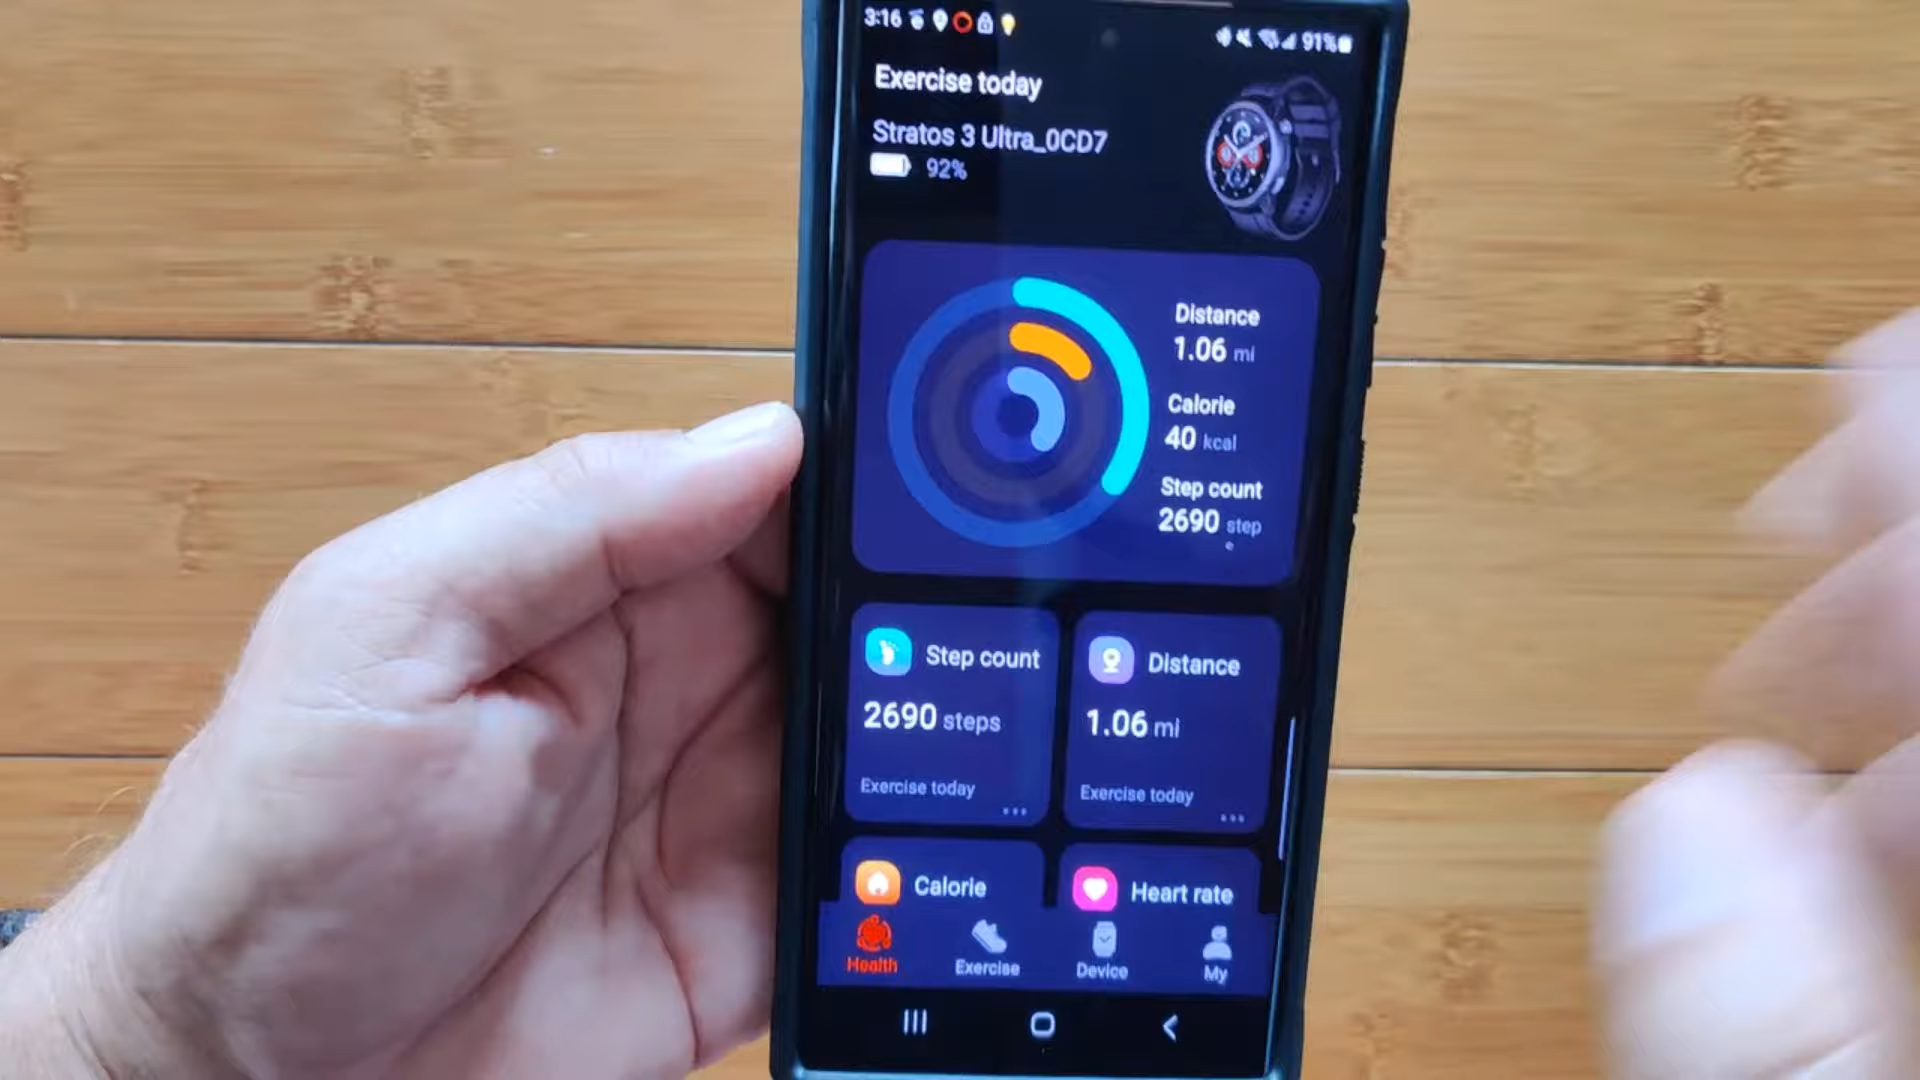 3:16
91%
Exercise today
Stratos 3 Ultra_0CD7
92%
Distance
1.06 mi
Calorie
40 kcal
Step count
2690 step
e
Step count
2690 steps
Exercise today
Distance
1.06 mi
Exercise today
Calorie
Heart rate
Health
Exercise
Device
My